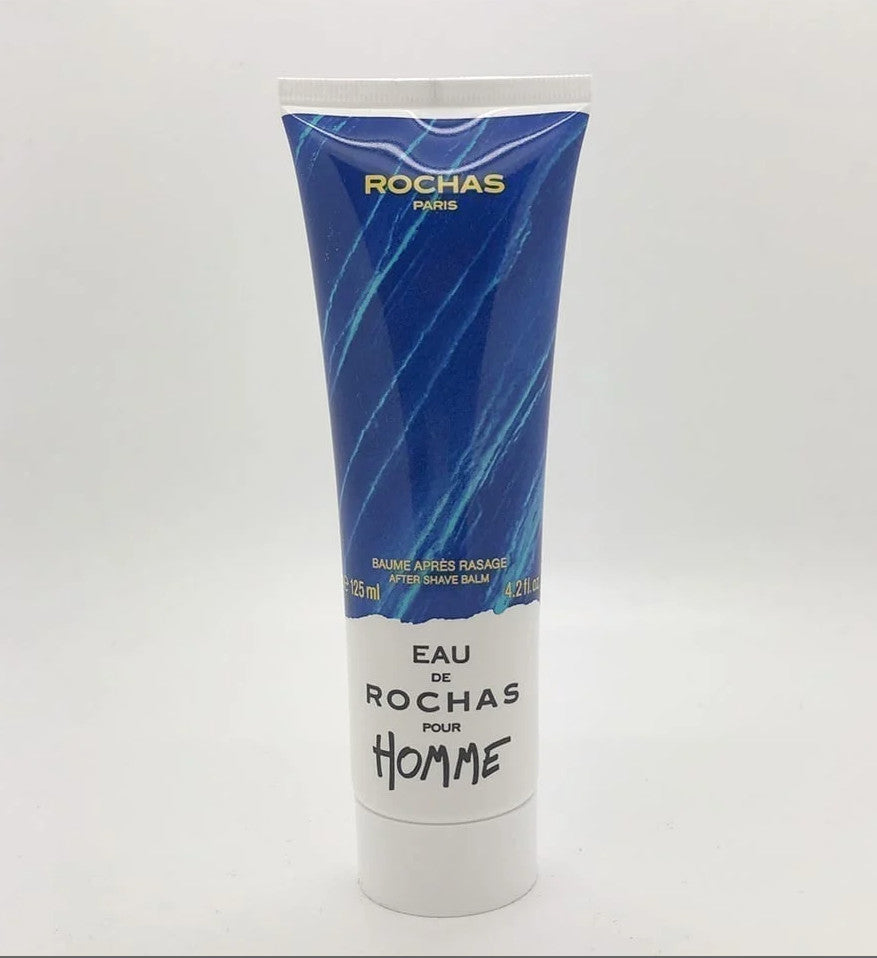 ROCHAS
PARIS
BAUME APRÈS RASAGE
AFTER SHAVE BALM
℮ 125 ml 4.2 fl. oz
EAU
DE
ROCHAS
POUR
HOMME